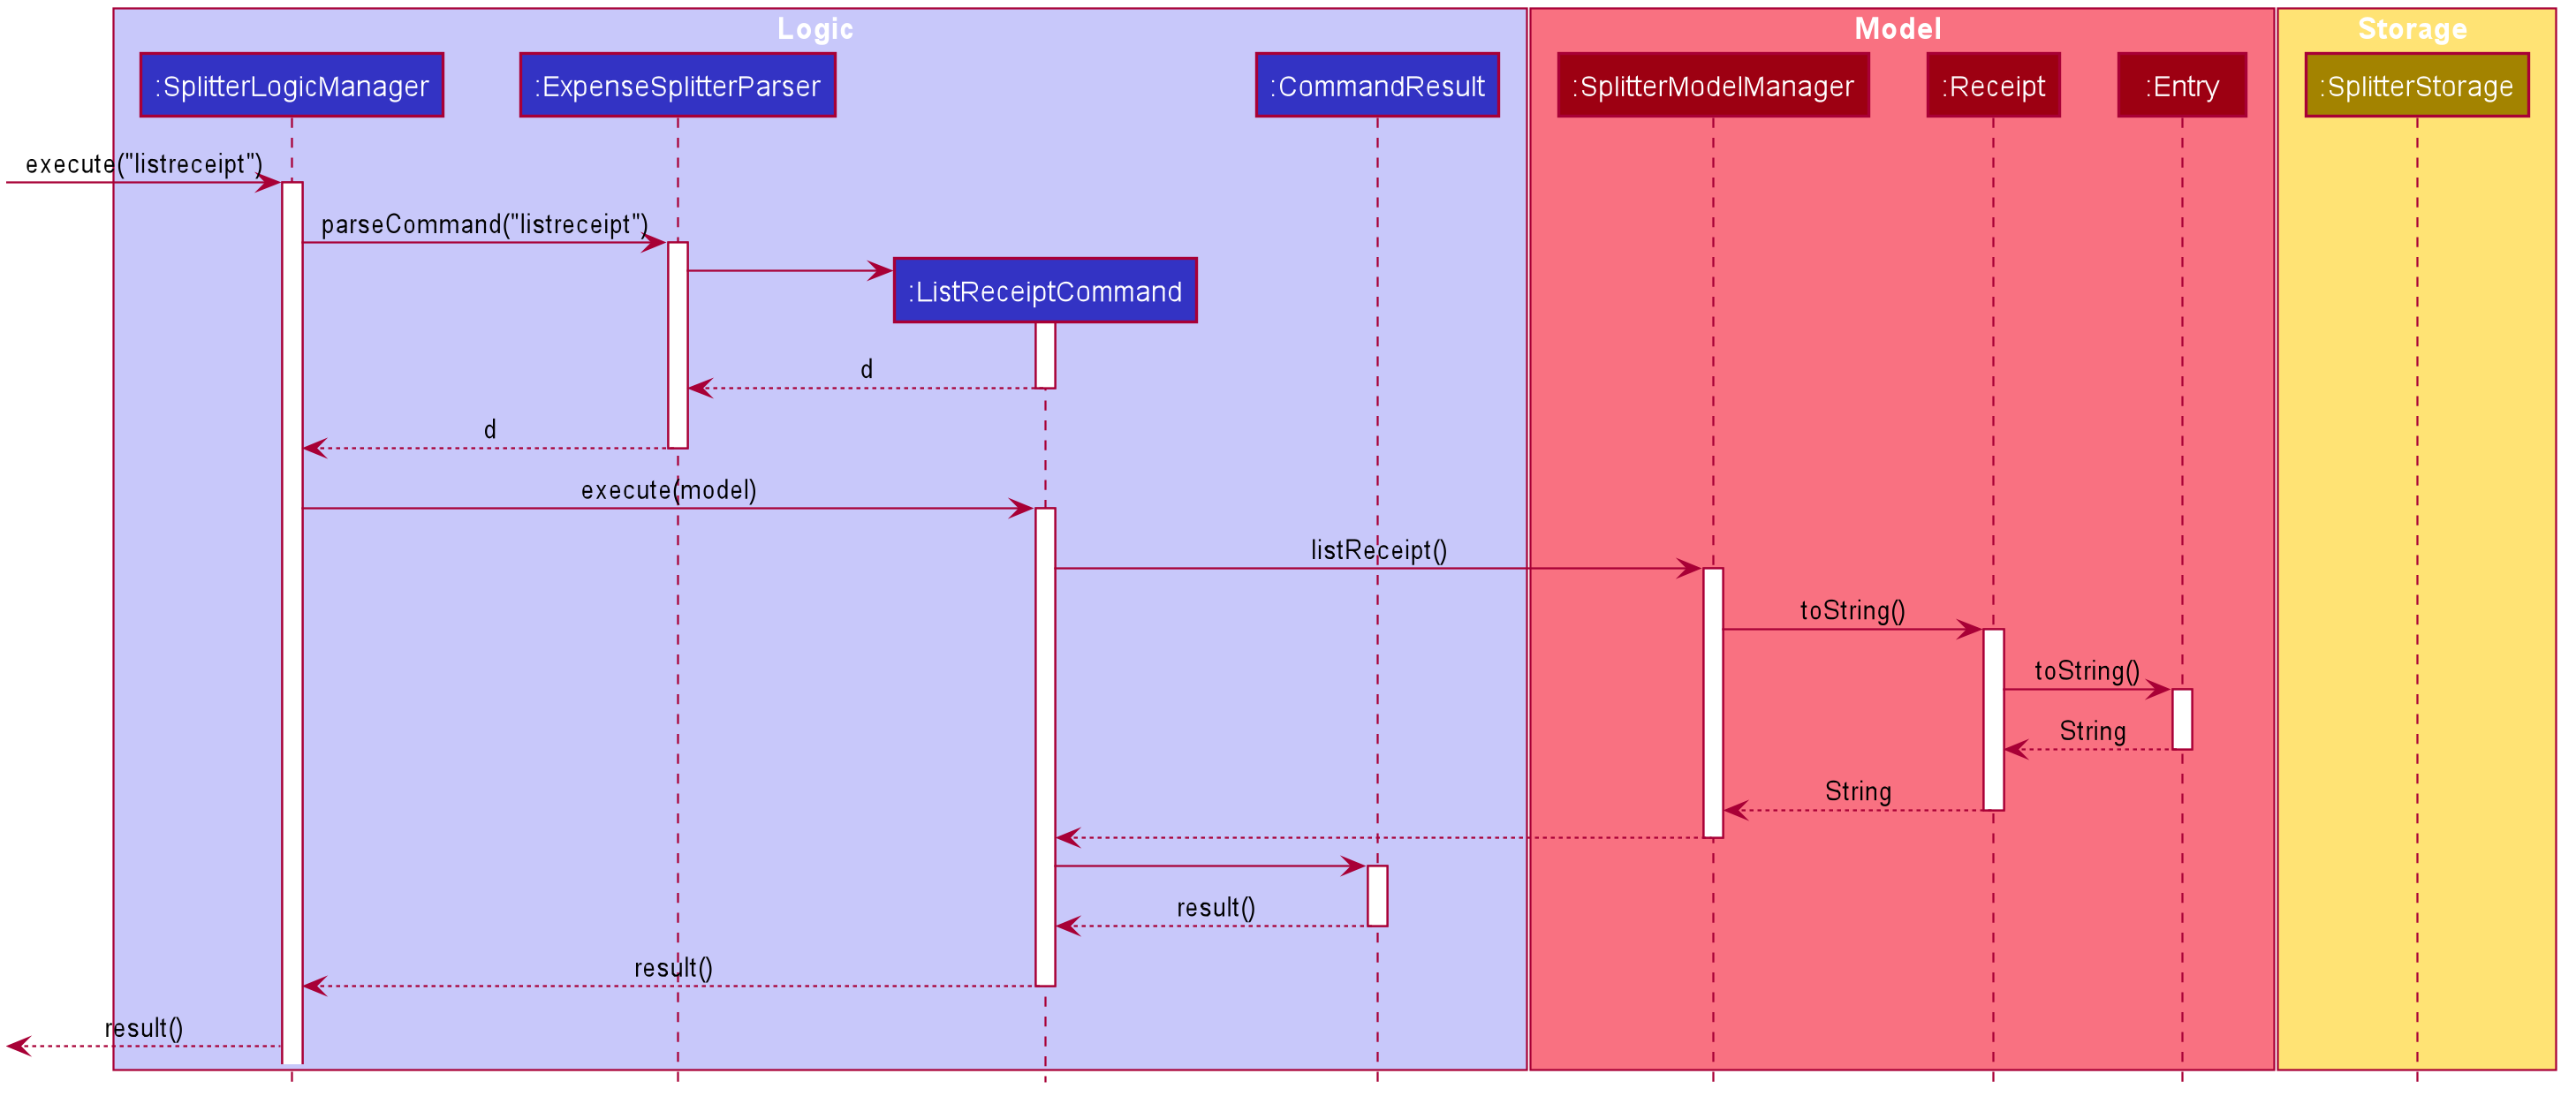 Logic
Model
Storage
:SplitterLogicManager
:ExpenseSplitterParser
:CommandResult
:SplitterModelManager
:Receipt
:Entry
:SplitterStorage
execute("listreceipt")
parseCommand("listreceipt")
:ListReceiptCommand
d
d
execute(model)
listReceipt()
toString()
toString()
String
String
result()
result()
result()